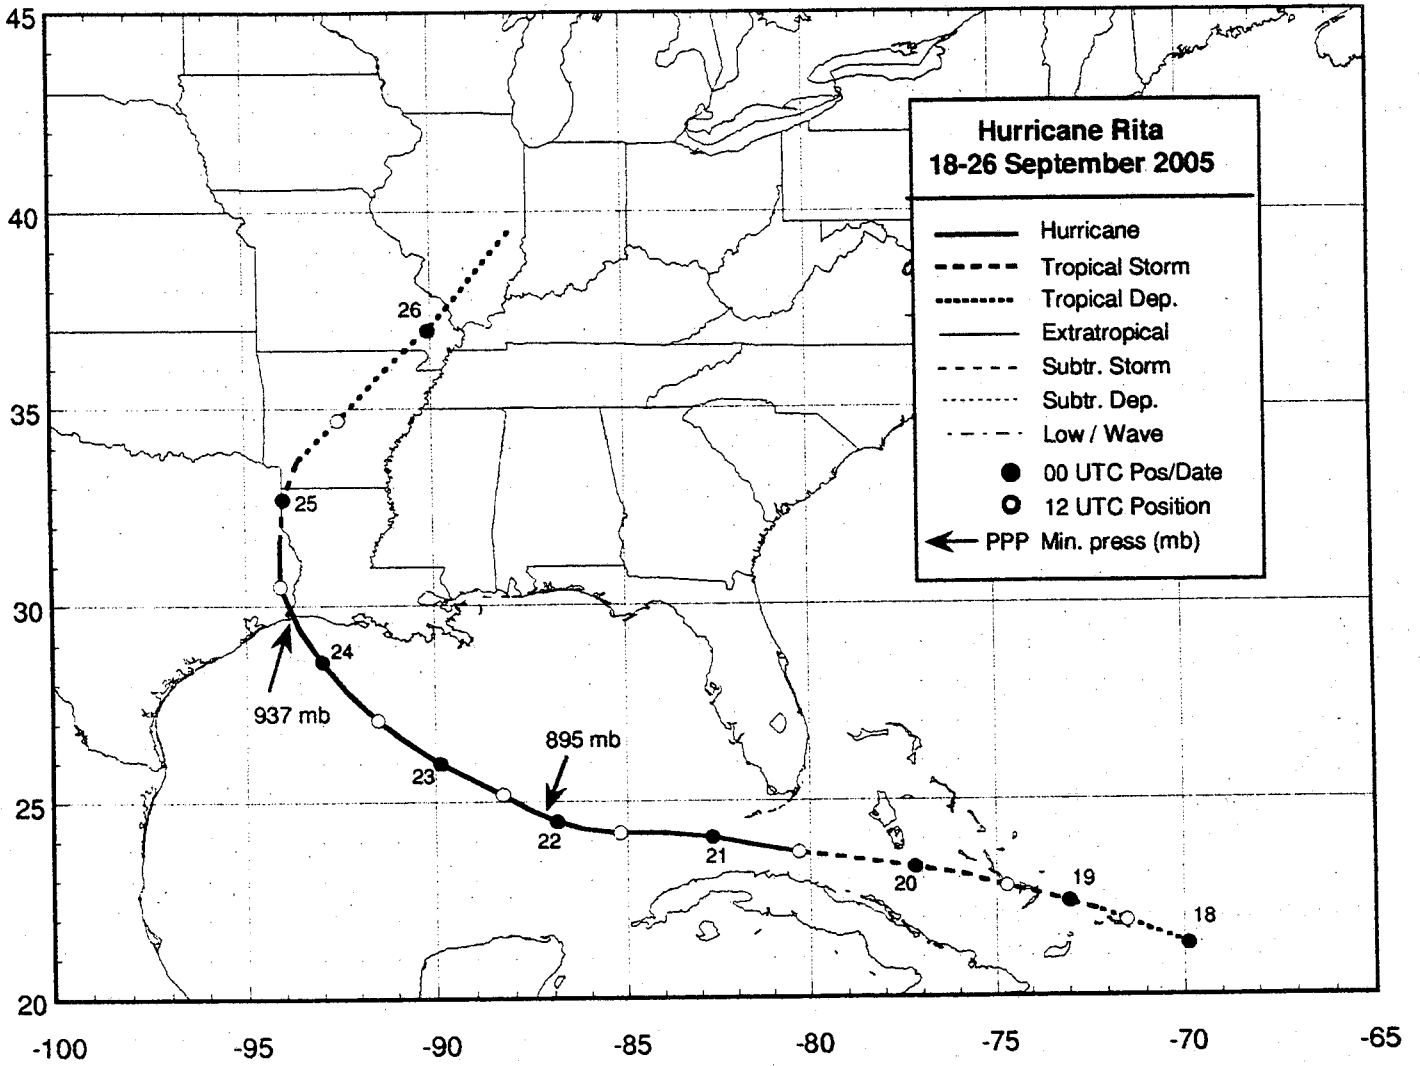 45
40
35
30
25
20
-100
-95
-90
-85
-80
-75
-70
-65
Hurricane Rita
18-26 September 2005
Hurricane
Tropical Storm
Tropical Dep.
Extratropical
Subtr. Storm
Subtr. Dep.
Low / Wave
00 UTC Pos/Date
12 UTC Position
PPP Min. press (mb)
26
25
24
937 mb
895 mb
23
22
21
20
19
18